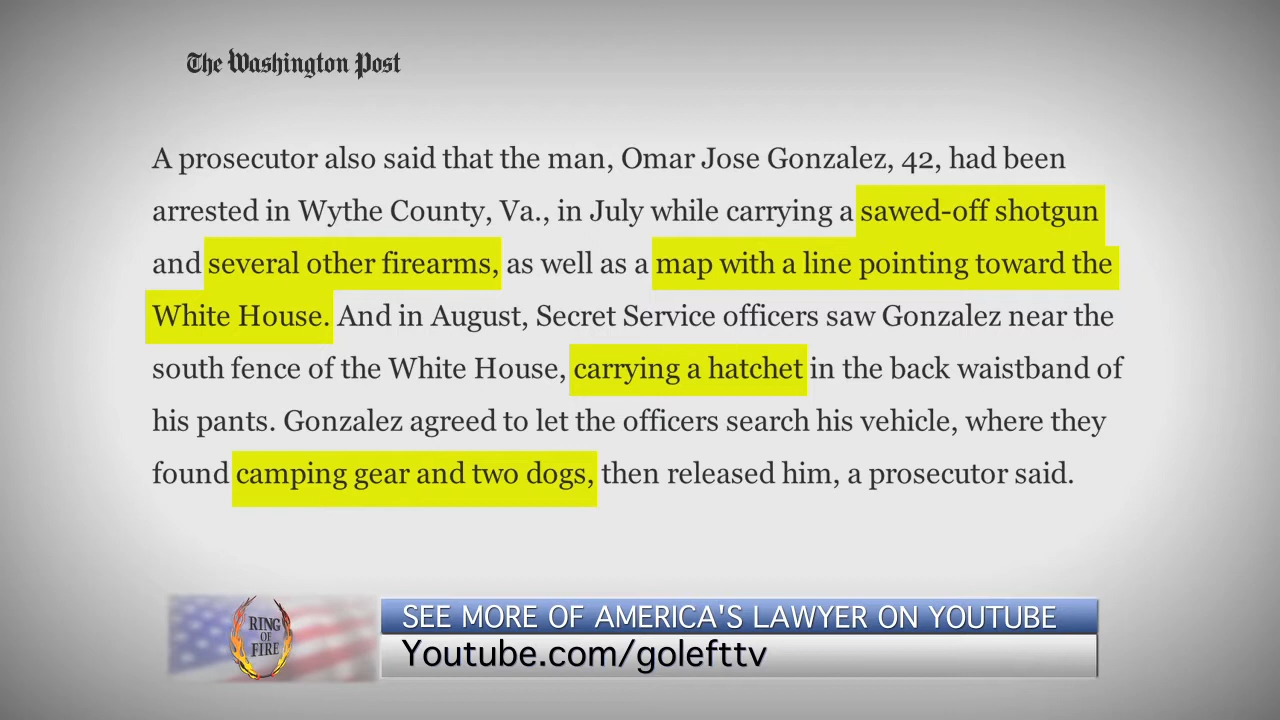 The Washington Post
A prosecutor also said that the man, Omar Jose Gonzalez, 42, had been
arrested in Wythe County, Va., in July while carrying a sawed-off shotgun
and several other firearms, as well as a map with a line pointing toward the
White House. And in August, Secret Service officers saw Gonzalez near the
south fence of the White House, carrying a hatchet in the back waistband of
his pants. Gonzalez agreed to let the officers search his vehicle, where they
found camping gear and two dogs, then released him, a prosecutor said.
RING
OF
FIRE
SEE MORE OF AMERICA'S LAWYER ON YOUTUBE
Youtube.com/golefttv